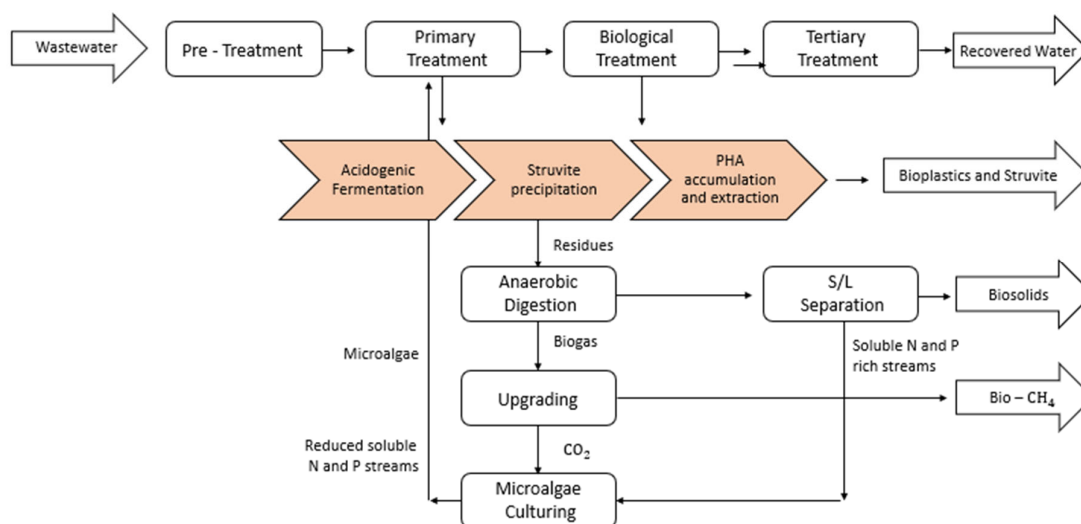 Wastewater
Pre - Treatment
Primary
Treatment
Biological
Treatment
Tertiary
Treatment
Recovered Water
Acidogenic
Fermentation
Struvite
precipitation
PHA
accumulation
and extraction
Bioplastics and Struvite
Residues
Anaerobic
Digestion
S/L
Separation
Biosolids
Microalgae
Biogas
Soluble N and P
rich streams
Upgrading
Bio – CH₄
Reduced soluble
N and P streams
CO₂
Microalgae
Culturing